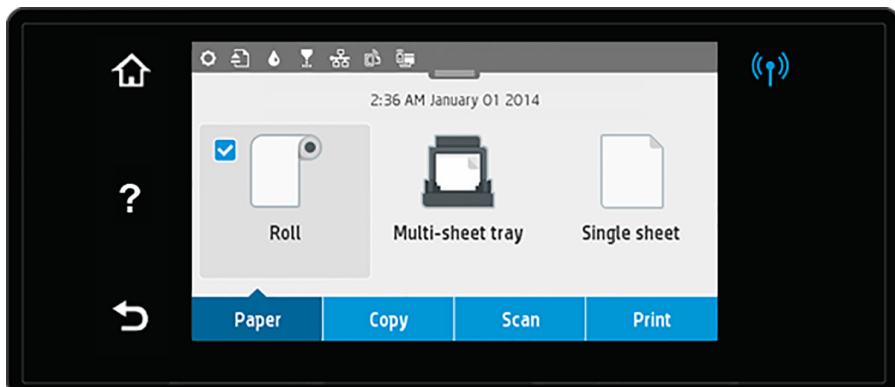 2:36 AM January 01 2014
Roll
Multi-sheet tray
Single sheet
?
Paper
Copy
Scan
Print